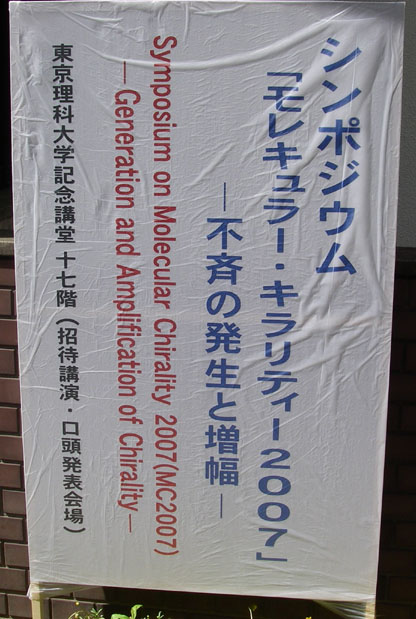 シンポジウム
「モレキュラー・キラリティー2007」
―不斉の発生と増幅―
Symposium on Molecular Chirality 2007(MC2007)
―Generation and Amplification of Chirality―
東京理科大学記念講堂 十七階(招待講演・口頭発表会場)